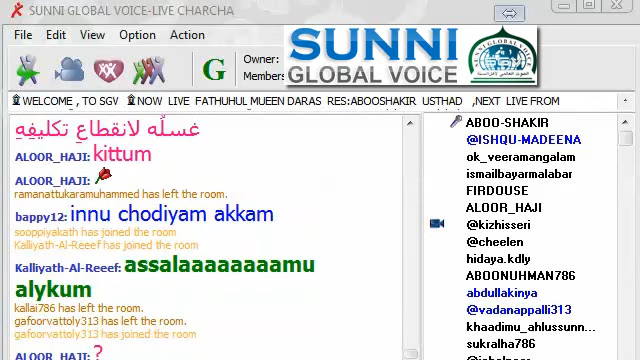 SUNNI GLOBAL VOICE-LIVE CHARCHA
File Edit View Option Action
SUNNI
GLOBAL VOICE
G
Owner:
Members
WELCOME , TO SGV NOW LIVE FATHUHUL MUEEN DARAS RES:ABOOSHAKIR USTHAD ,NEXT LIVE FROM
غسلُه لانقطاعِ تكليفِهِ
ALOOR_HAJI: kittum
ALOOR_HAJI:
ramanattukaramuhammed has left the room.
bappy12: innu chodiyam akkam
sooppiyakath has joined the room
Kalliyath-Al-Reeef has joined the room
Kalliyath-Al-Reeef: assalaaaaaaaamu
alykum
kallai786 has left the room.
gafoorvattoly313 has left the room.
gafoorvattoly313 has joined the room
ALOOR_HAJI: ?
ABOO-SHAKIR
@ISHQU-MADEENA
ok_veeramangalam
ismailbayarmalabar
FIRDOUSE
ALOOR_HAJI
@kizhisseri
@cheelen
hidaya.kdly
ABOONUHMAN786
abdullakinya
@vadanappalli313
khaadimu_ahlussunn...
sukralha786